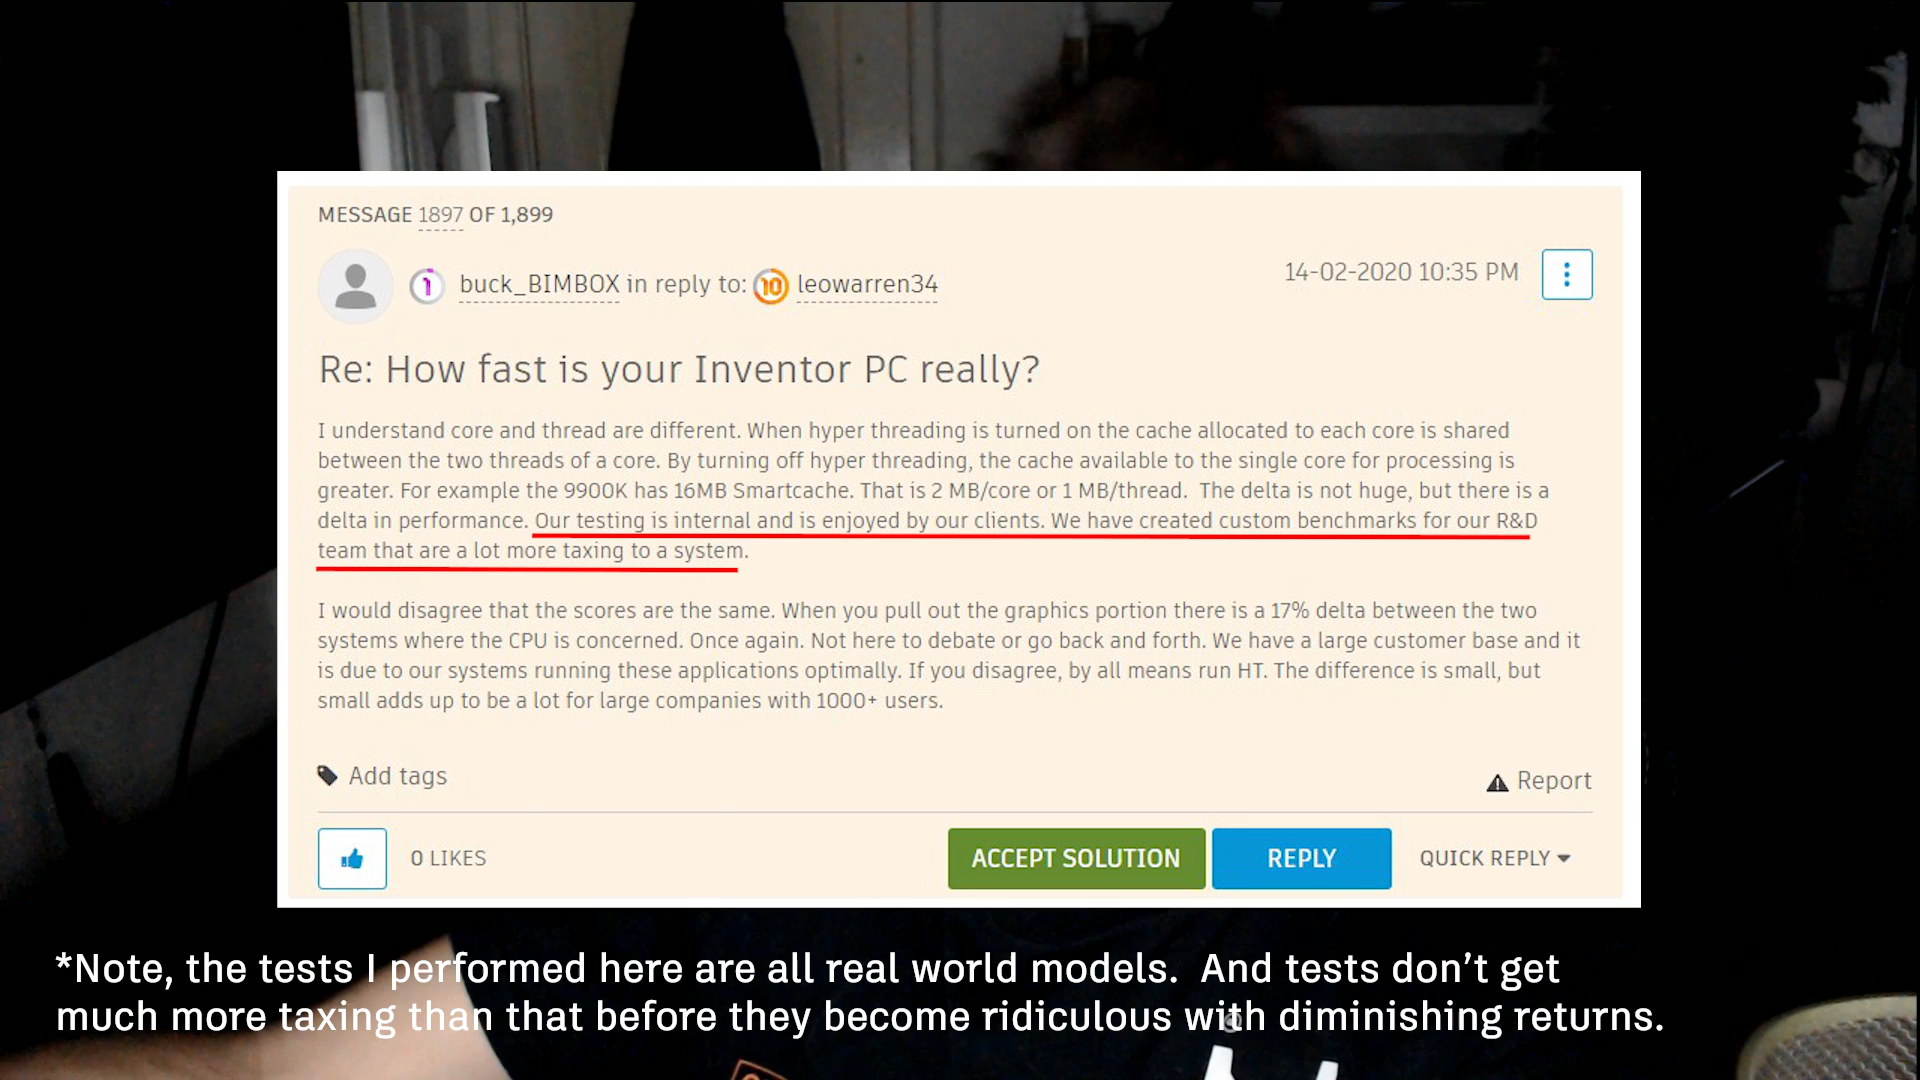 MESSAGE 1897 OF 1,899
1 buck_BIMBOX in reply to: 10 leowarren34
14-02-2020 10:35 PM
Re: How fast is your Inventor PC really?
I understand core and thread are different. When hyper threading is turned on the cache allocated to each core is shared
between the two threads of a core. By turning off hyper threading, the cache available to the single core for processing is
greater. For example the 9900K has 16MB Smartcache. That is 2 MB/core or 1 MB/thread.  The delta is not huge, but there is a
delta in performance. Our testing is internal and is enjoyed by our clients. We have created custom benchmarks for our R&D
team that are a lot more taxing to a system.
I would disagree that the scores are the same. When you pull out the graphics portion there is a 17% delta between the two
systems where the CPU is concerned. Once again. Not here to debate or go back and forth. We have a large customer base and it
is due to our systems running these applications optimally. If you disagree, by all means run HT. The difference is small, but
small adds up to be a lot for large companies with 1000+ users.
Add tags
Report
0 LIKES
ACCEPT SOLUTION
REPLY
QUICK REPLY
*Note, the tests I performed here are all real world models.  And tests don't get
much more taxing than that before they become ridiculous with diminishing returns.